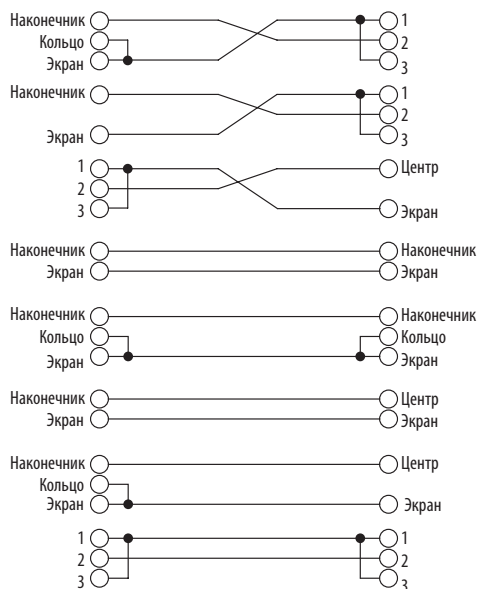 Наконечник 1
Кольцо 2
Экран 3
Наконечник 1
2
Экран 3
1 Центр
2
3 Экран
Наконечник Наконечник
Экран Экран
Наконечник Наконечник
Кольцо Кольцо
Экран Экран
Наконечник Центр
Экран Экран
Наконечник Центр
Кольцо
Экран Экран
1 1
2 2
3 3